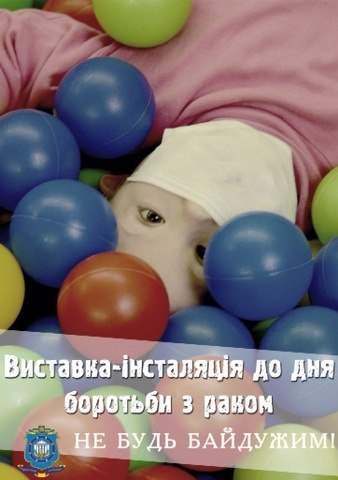 Виставка-інсталяція до дня
боротьби з раком
НЕ БУДЬ БАЙДУЖИМ!